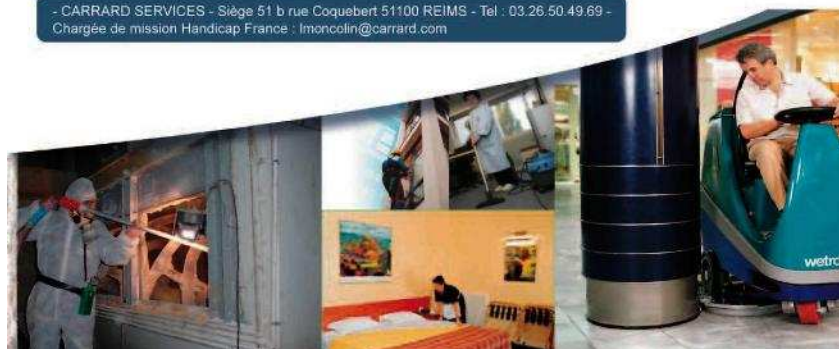 - CARRARD SERVICES - Siège 51 b rue Coquebert 51100 REIMS - Tel : 03.26.50.49.69 -
Chargée de mission Handicap France : lmoncolin@carrard.com
wetro